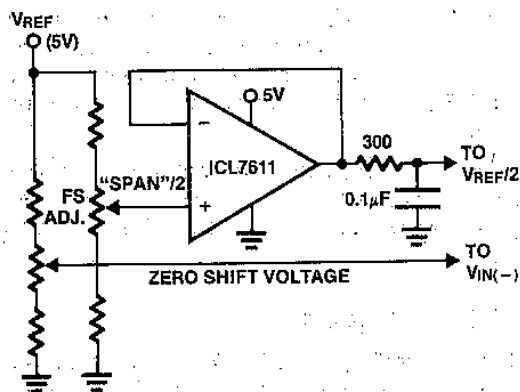 VREF
(5V)
5V
ICL7611
−
+
300
TO
VREF/2
0.1μF
FS
ADJ.
"SPAN"/2
ZERO SHIFT VOLTAGE
TO
VIN(−)